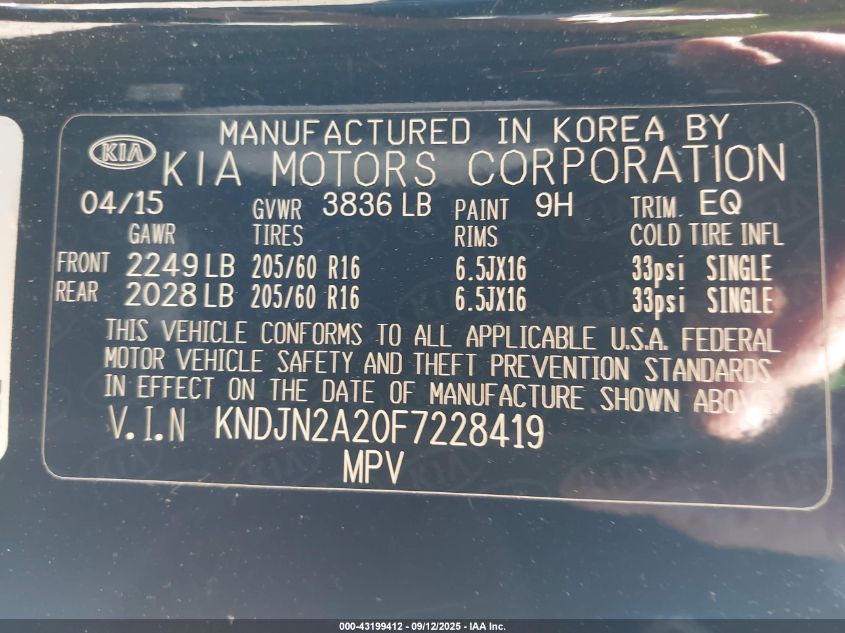 MANUFACTURED IN KOREA BY
KIA KIA MOTORS CORPORATION
04/15 GVWR 3836 LB PAINT 9H TRIM EQ
GAWR TIRES RIMS COLD TIRE INFL
FRONT 2249 LB 205/60 R16 6.5JX16 33psi SINGLE
REAR 2028 LB 205/60 R16 6.5JX16 33psi SINGLE
THIS VEHICLE CONFORMS TO ALL APPLICABLE U.S.A. FEDERAL
MOTOR VEHICLE SAFETY AND THEFT PREVENTION STANDARDS
IN EFFECT ON THE DATE OF MANUFACTURE SHOWN ABOVE.
V.I.N KNDJN2A20F7228419
MPV
000-43199412 - 09/12/2025 - IAA Inc.